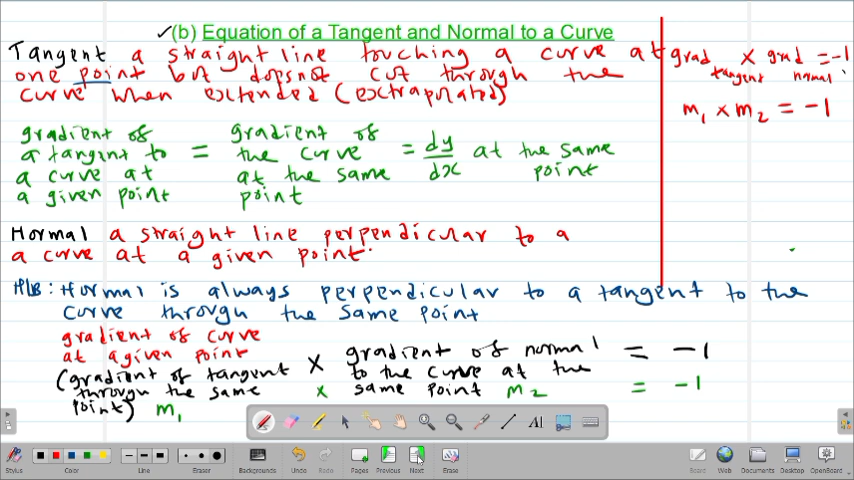 (b) Equation of a Tangent and Normal to a Curve
Tangent a straight line touching a curve at
one point but dopsnot cut through the
curve when extended (extrapolated)
grad tangent × grad normal = -1
m1 × m2 = -1
gradient of a tangent to a curve at a given point = gradient of the curve at the same point = dy/dx at the same point
Normal a straight line perpendicular to a
a curve at a given point.
NB: Normal is always perpendicular to a tangent to the
curve through the same point
gradient of curve
at a given point
(gradient of tangent through the same point) × gradient of normal to the curve at the same point = -1
m1 × m2 = -1
Stylus Color Line Eraser Backgrounds Undo Redo Pages Previous Next Erase Board Web Documents Desktop OpenBoard